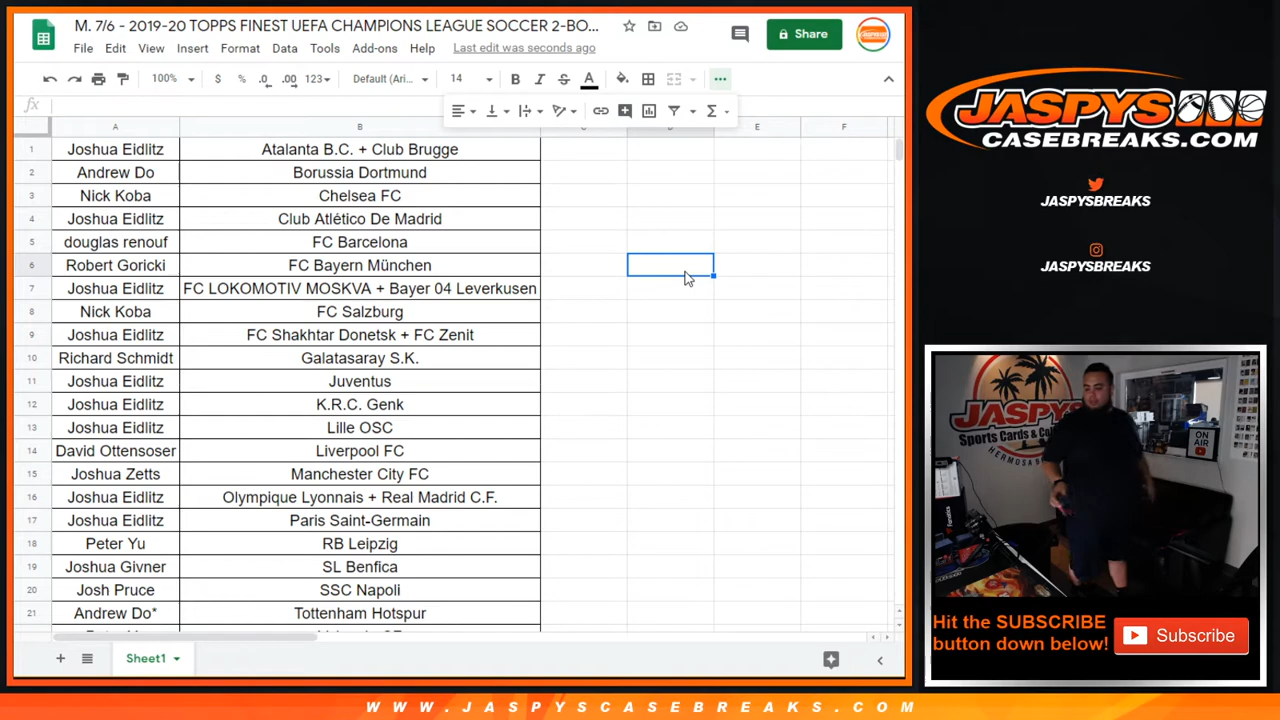 M. 7/6 - 2019-20 TOPPS FINEST UEFA CHAMPIONS LEAGUE SOCCER 2-BO...
File Edit View Insert Format Data Tools Add-ons Help Last edit was seconds ago
Share
100% $ % .0 .00 123 Default (Ari... 14 B I S A
fx
A B D E F
1 Joshua Eidlitz Atalanta B.C. + Club Brugge
2 Andrew Do Borussia Dortmund
3 Nick Koba Chelsea FC
4 Joshua Eidlitz Club Atlético De Madrid
5 douglas renouf FC Barcelona
6 Robert Goricki FC Bayern München
7 Joshua Eidlitz FC LOKOMOTIV MOSKVA + Bayer 04 Leverkusen
8 Nick Koba FC Salzburg
9 Joshua Eidlitz FC Shakhtar Donetsk + FC Zenit
10 Richard Schmidt Galatasaray S.K.
11 Joshua Eidlitz Juventus
12 Joshua Eidlitz K.R.C. Genk
13 Joshua Eidlitz Lille OSC
14 David Ottensoser Liverpool FC
15 Joshua Zetts Manchester City FC
16 Joshua Eidlitz Olympique Lyonnais + Real Madrid C.F.
17 Joshua Eidlitz Paris Saint-Germain
18 Peter Yu RB Leipzig
19 Joshua Givner SL Benfica
20 Josh Pruce SSC Napoli
21 Andrew Do* Tottenham Hotspur
Sheet1
JASPYS
CASEBREAKS.COM
JASPYSBREAKS
JASPYSBREAKS
JASPYS
Sports Cards &
HERMOSA
ON
AIR
Fanatics
Hit the SUBSCRIBE
button down below!
Subscribe
WWW.JASPYSCASEBREAKS.COM